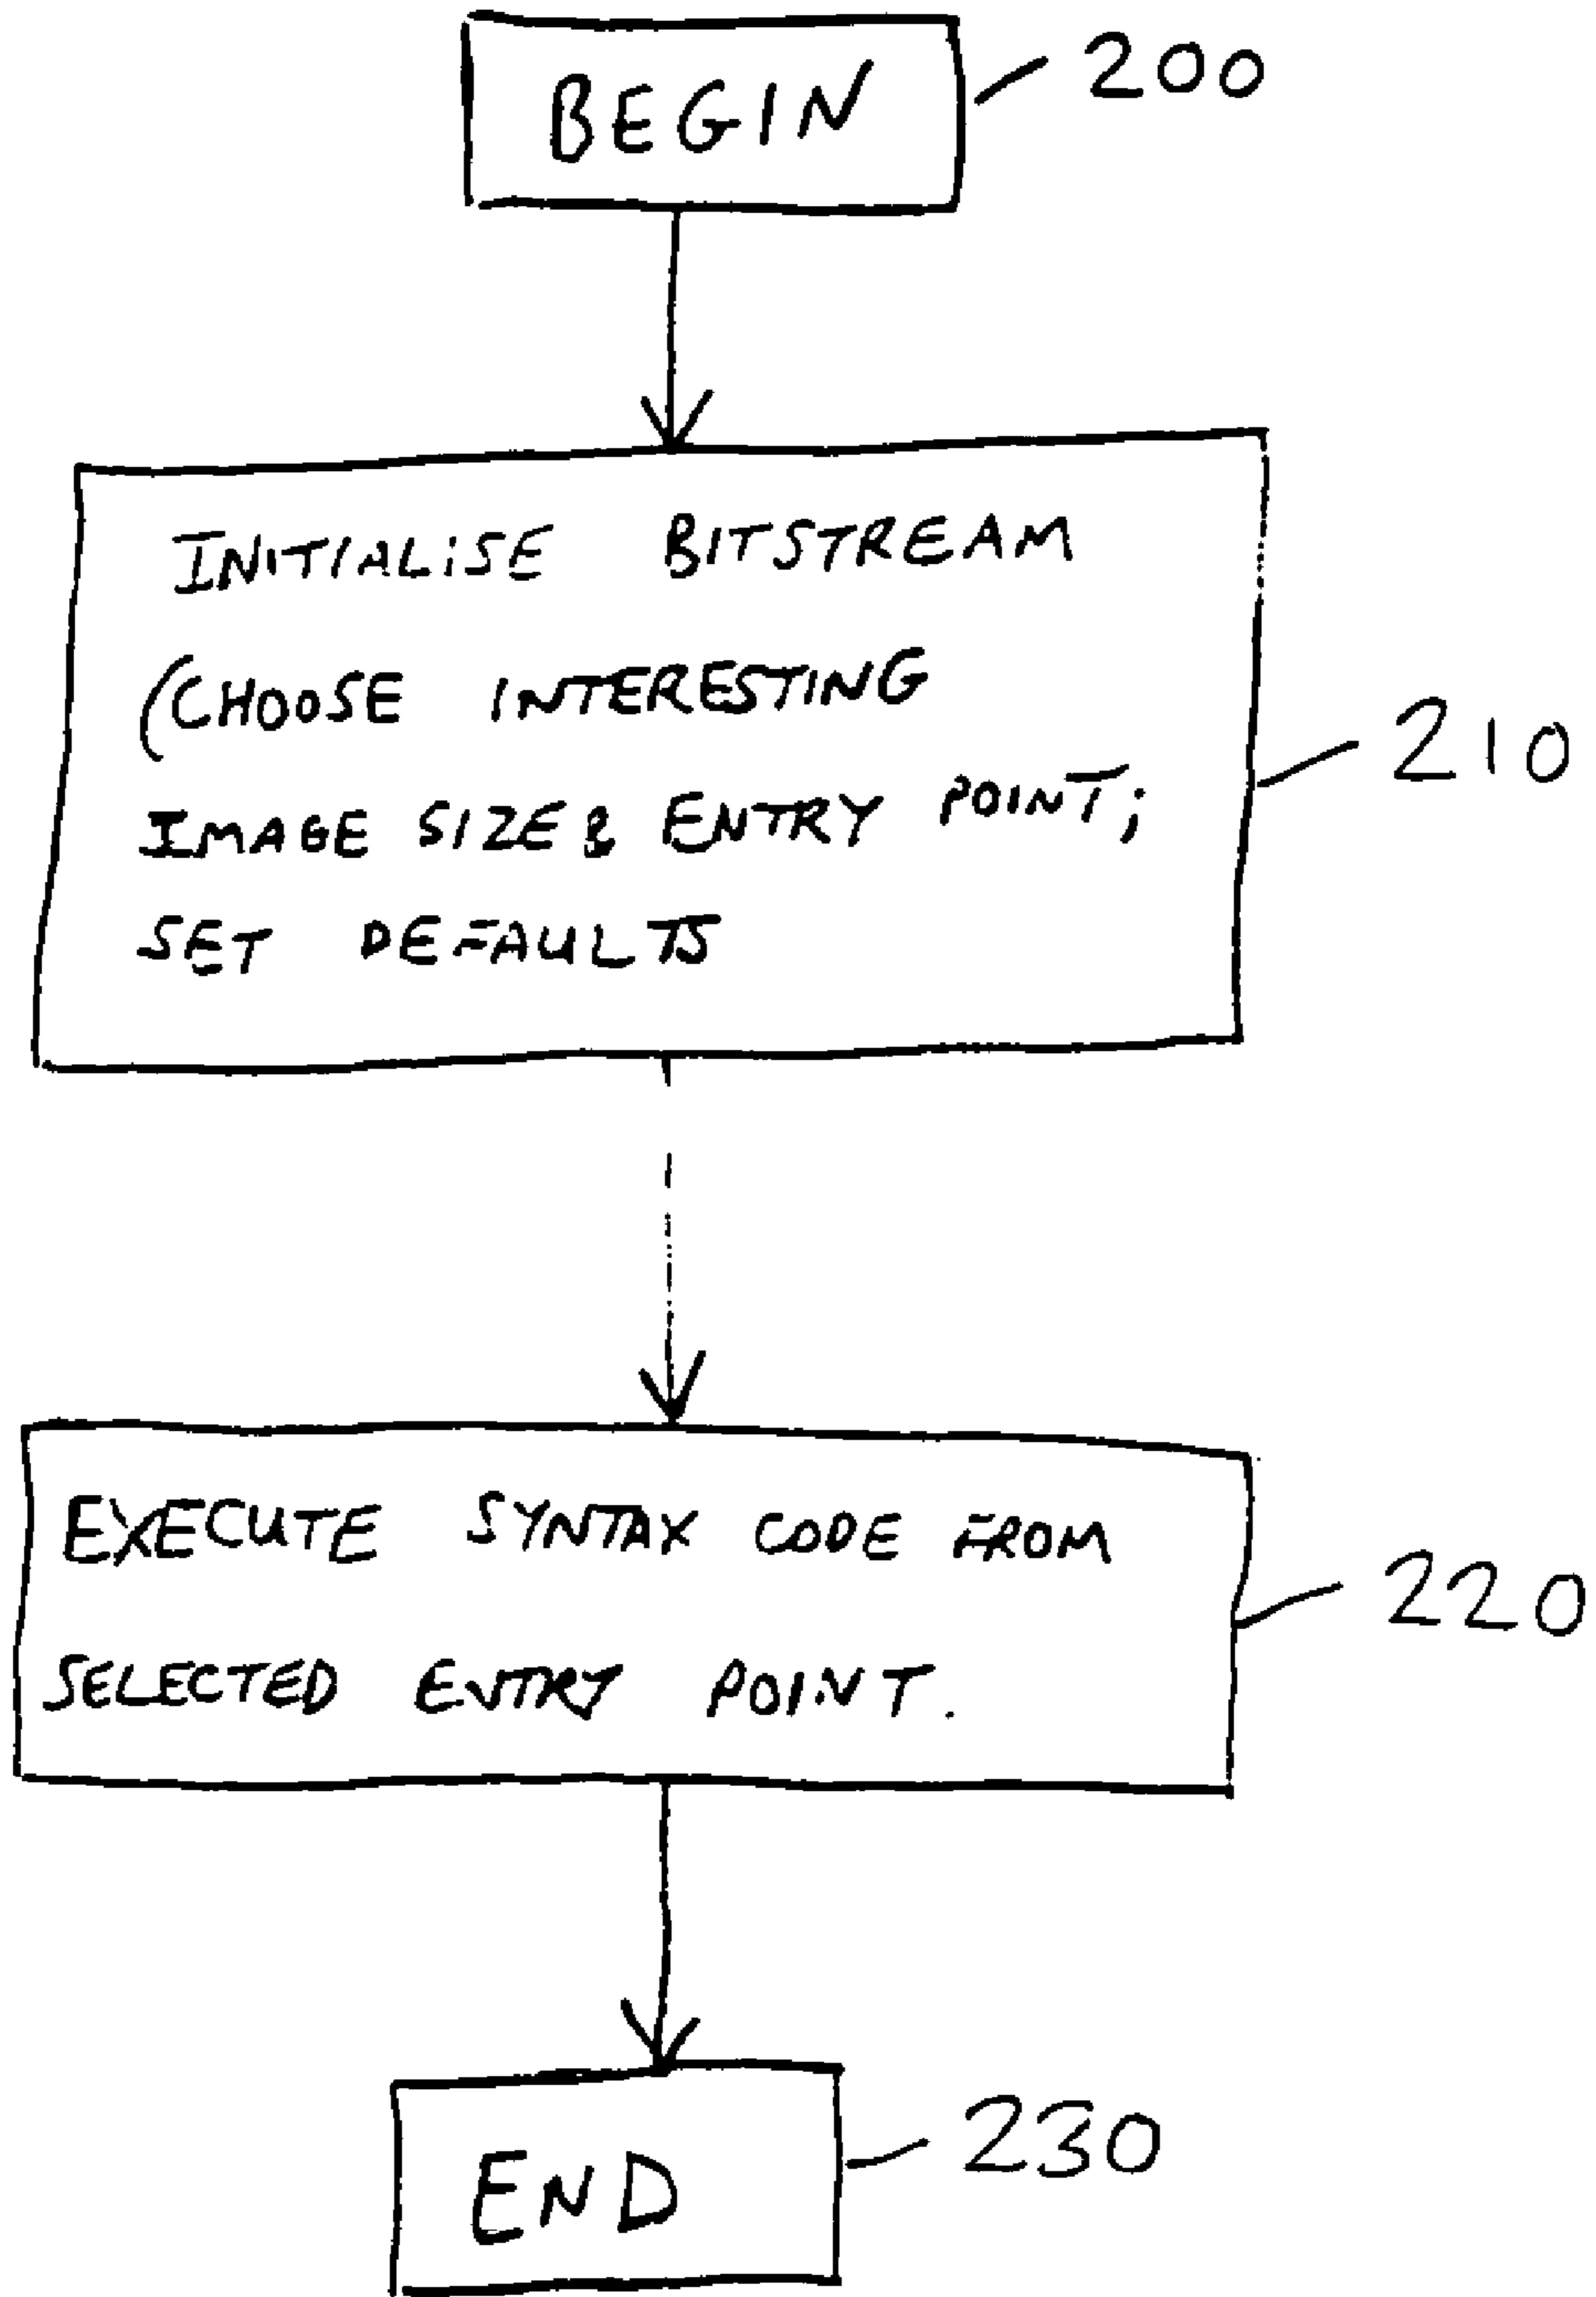 BEGIN 200
INITIALISE BITSTREAM
(CHOOSE INTERESTING
IMAGE SIZE & ENTRY POINT;
SET DEFAULTS
210
EXECUTE SYNTAX CODE FROM
SELECTED ENTRY POINT.
220
END 230